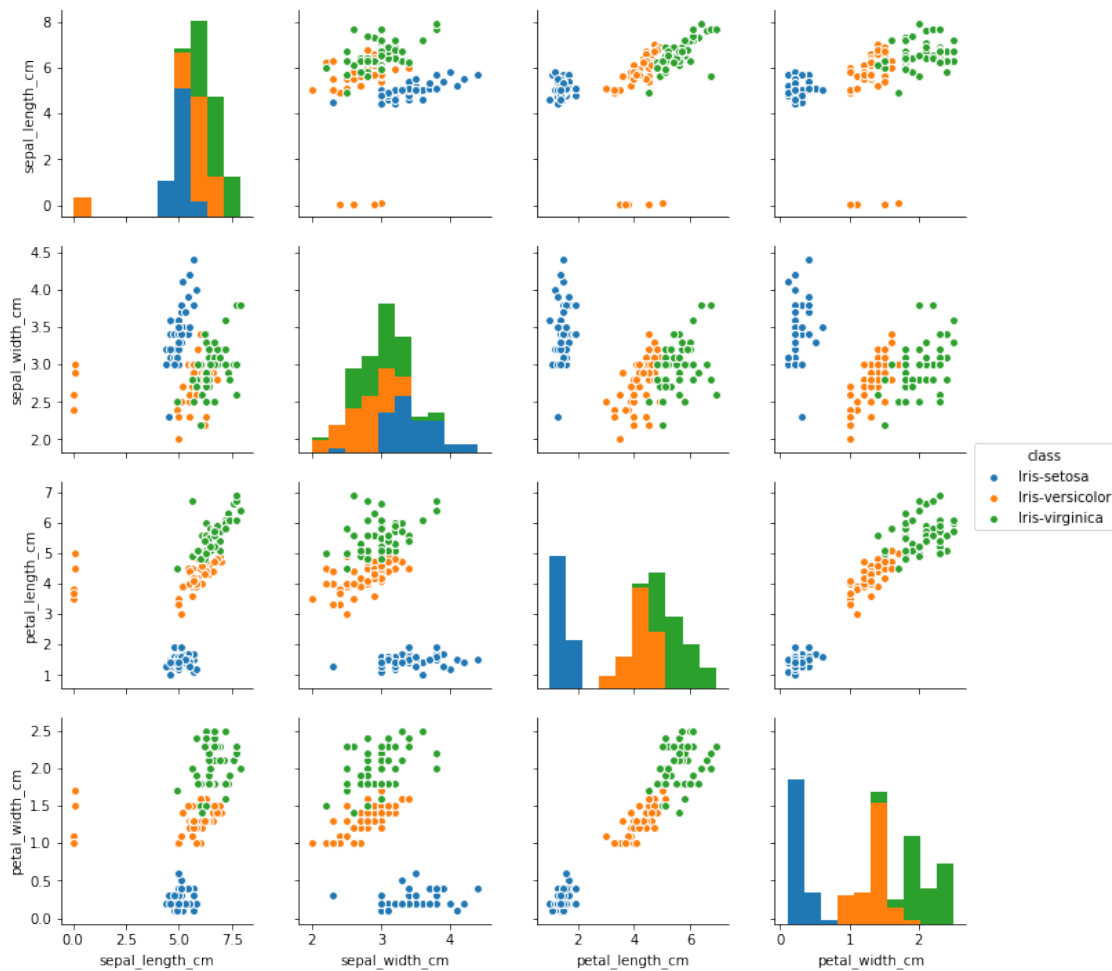 8
6
4
2
0
sepal_length_cm
4.5
4.0
3.5
3.0
2.5
2.0
sepal_width_cm
class
Iris-setosa
Iris-versicolor
Iris-virginica
7
6
5
4
3
2
1
petal_length_cm
2.5
2.0
1.5
1.0
0.5
0.0
petal_width_cm
0.0 2.5 5.0 7.5
sepal_length_cm
2 3 4
sepal_width_cm
2 4 6
petal_length_cm
0 1 2
petal_width_cm